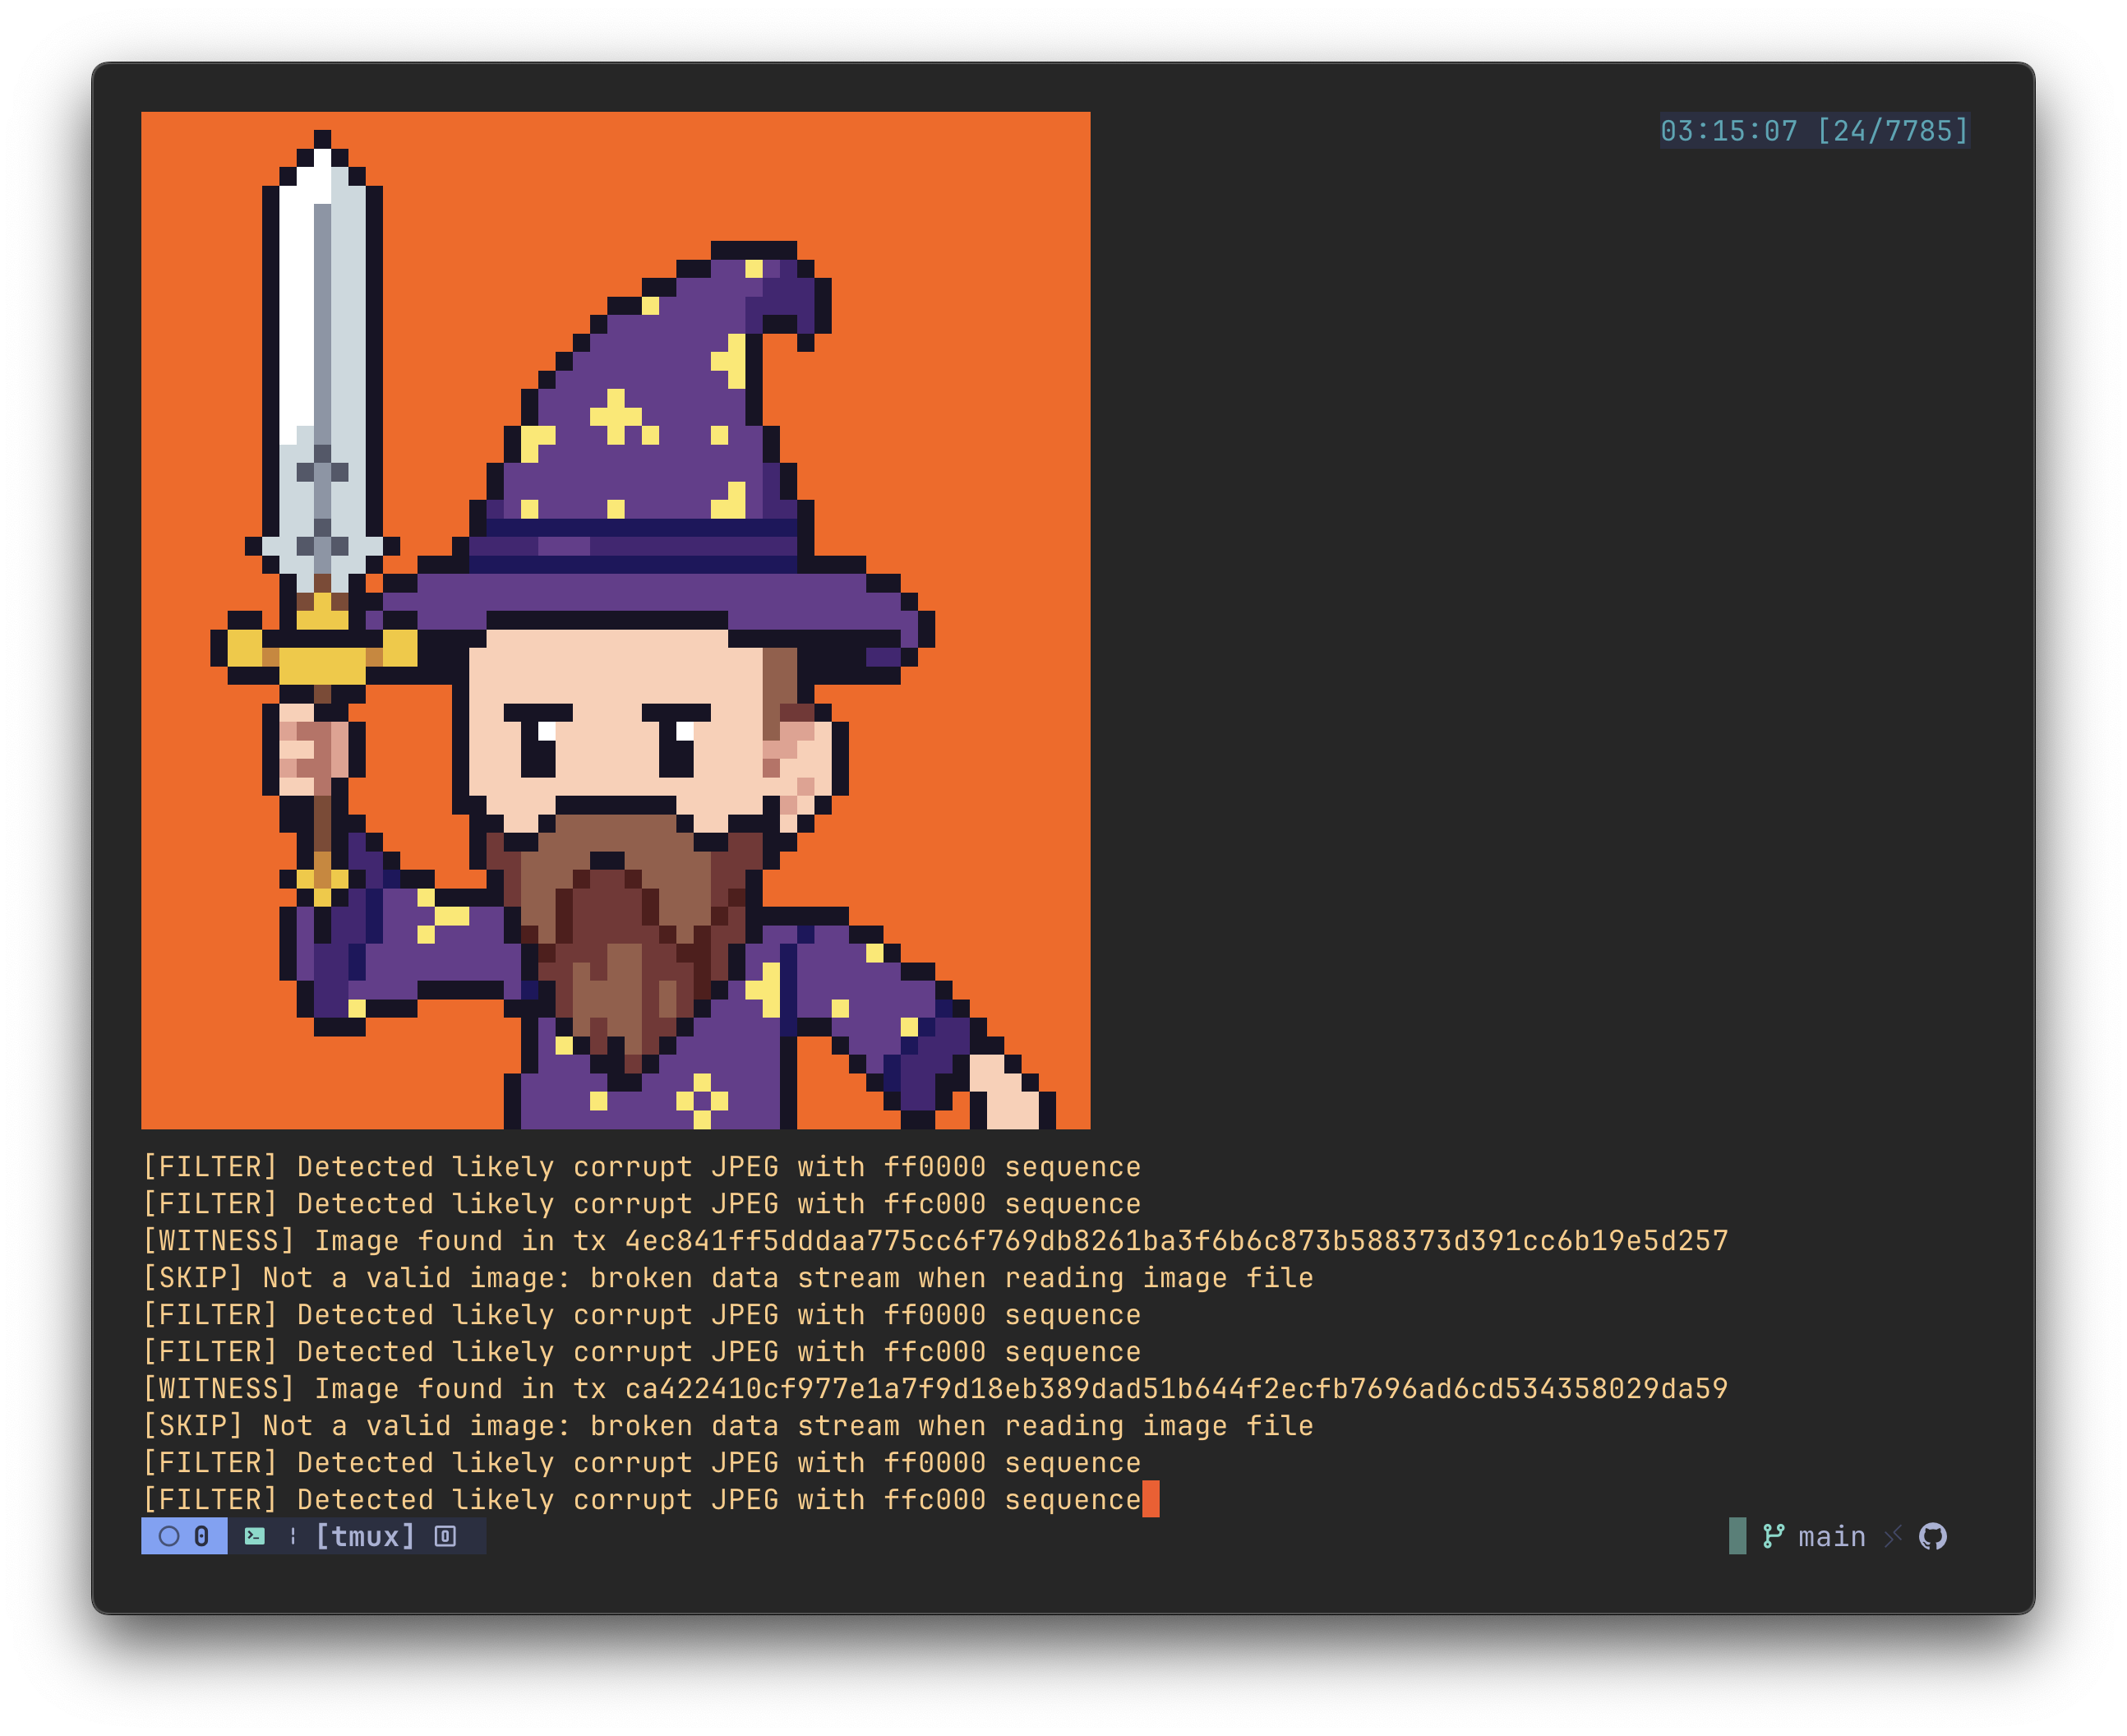 03:15:07 [24/7785]
[FILTER] Detected likely corrupt JPEG with ff0000 sequence
[FILTER] Detected likely corrupt JPEG with ffc000 sequence
[WITNESS] Image found in tx 4ec841ff5dddaa775cc6f769db8261ba3f6b6c873b588373d391cc6b19e5d257
[SKIP] Not a valid image: broken data stream when reading image file
[FILTER] Detected likely corrupt JPEG with ff0000 sequence
[FILTER] Detected likely corrupt JPEG with ffc000 sequence
[WITNESS] Image found in tx ca422410cf977e1a7f9d18eb389dad51b644f2ecfb7696ad6cd534358029da59
[SKIP] Not a valid image: broken data stream when reading image file
[FILTER] Detected likely corrupt JPEG with ff0000 sequence
[FILTER] Detected likely corrupt JPEG with ffc000 sequence
0 ¦ [tmux] 0 main